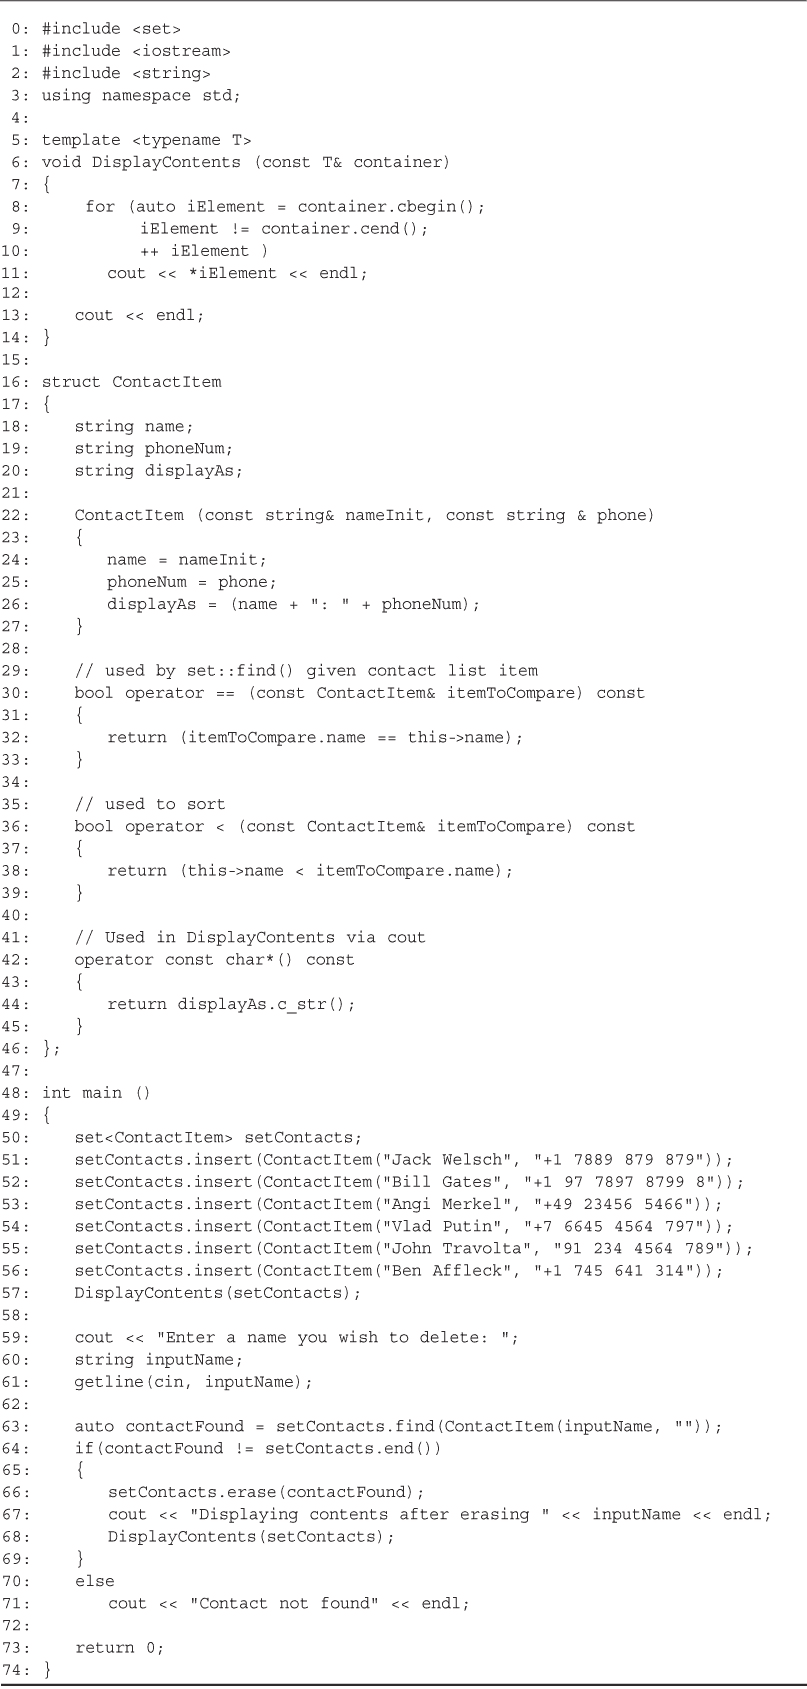 0: #include <set>
1: #include <iostream>
2: #include <string>
3: using namespace std;
4:
5: template <typename T>
6: void DisplayContents (const T& container)
7: {
8:     for (auto iElement = container.cbegin();
9:          iElement != container.cend();
10:          ++ iElement )
11:       cout << *iElement << endl;
12:
13:    cout << endl;
14: }
15:
16: struct ContactItem
17: {
18:    string name;
19:    string phoneNum;
20:    string displayAs;
21:
22:    ContactItem (const string& nameInit, const string & phone)
23:    {
24:       name = nameInit;
25:       phoneNum = phone;
26:       displayAs = (name + ": " + phoneNum);
27:    }
28:
29:    // used by set::find() given contact list item
30:    bool operator == (const ContactItem& itemToCompare) const
31:    {
32:       return (itemToCompare.name == this->name);
33:    }
34:
35:    // used to sort
36:    bool operator < (const ContactItem& itemToCompare) const
37:    {
38:       return (this->name < itemToCompare.name);
39:    }
40:
41:    // Used in DisplayContents via cout
42:    operator const char*() const
43:    {
44:       return displayAs.c_str();
45:    }
46: };
47:
48: int main ()
49: {
50:    set<ContactItem> setContacts;
51:    setContacts.insert(ContactItem("Jack Welsch", "+1 7889 879 879"));
52:    setContacts.insert(ContactItem("Bill Gates", "+1 97 7897 8799 8"));
53:    setContacts.insert(ContactItem("Angi Merkel", "+49 23456 5466"));
54:    setContacts.insert(ContactItem("Vlad Putin", "+7 6645 4564 797"));
55:    setContacts.insert(ContactItem("John Travolta", "91 234 4564 789"));
56:    setContacts.insert(ContactItem("Ben Affleck", "+1 745 641 314"));
57:    DisplayContents(setContacts);
58:
59:    cout << "Enter a name you wish to delete: ";
60:    string inputName;
61:    getline(cin, inputName);
62:
63:    auto contactFound = setContacts.find(ContactItem(inputName, ""));
64:    if(contactFound != setContacts.end())
65:    {
66:       setContacts.erase(contactFound);
67:       cout << "Displaying contents after erasing " << inputName << endl;
68:       DisplayContents(setContacts);
69:    }
70:    else
71:       cout << "Contact not found" << endl;
72:
73:    return 0;
74: }